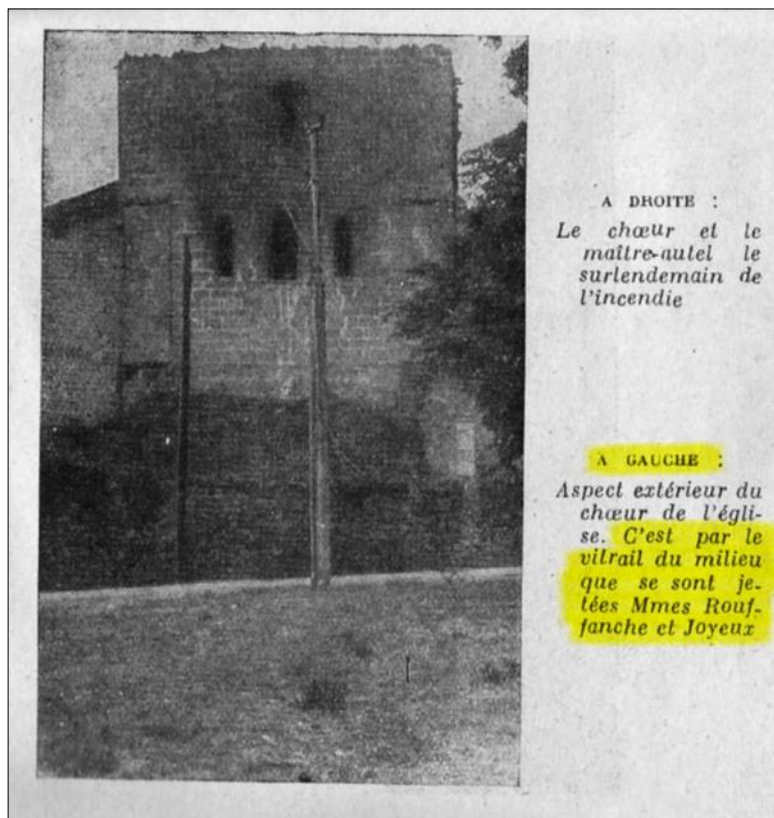 A DROITE :
Le chœur et le
maître-autel le
surlendemain de
l'incendie
A GAUCHE :
Aspect extérieur du
chœur de l'égli-
se. C'est par le
vitrail du milieu
que se sont je-
tées Mmes Rouf-
fanche et Joyeux